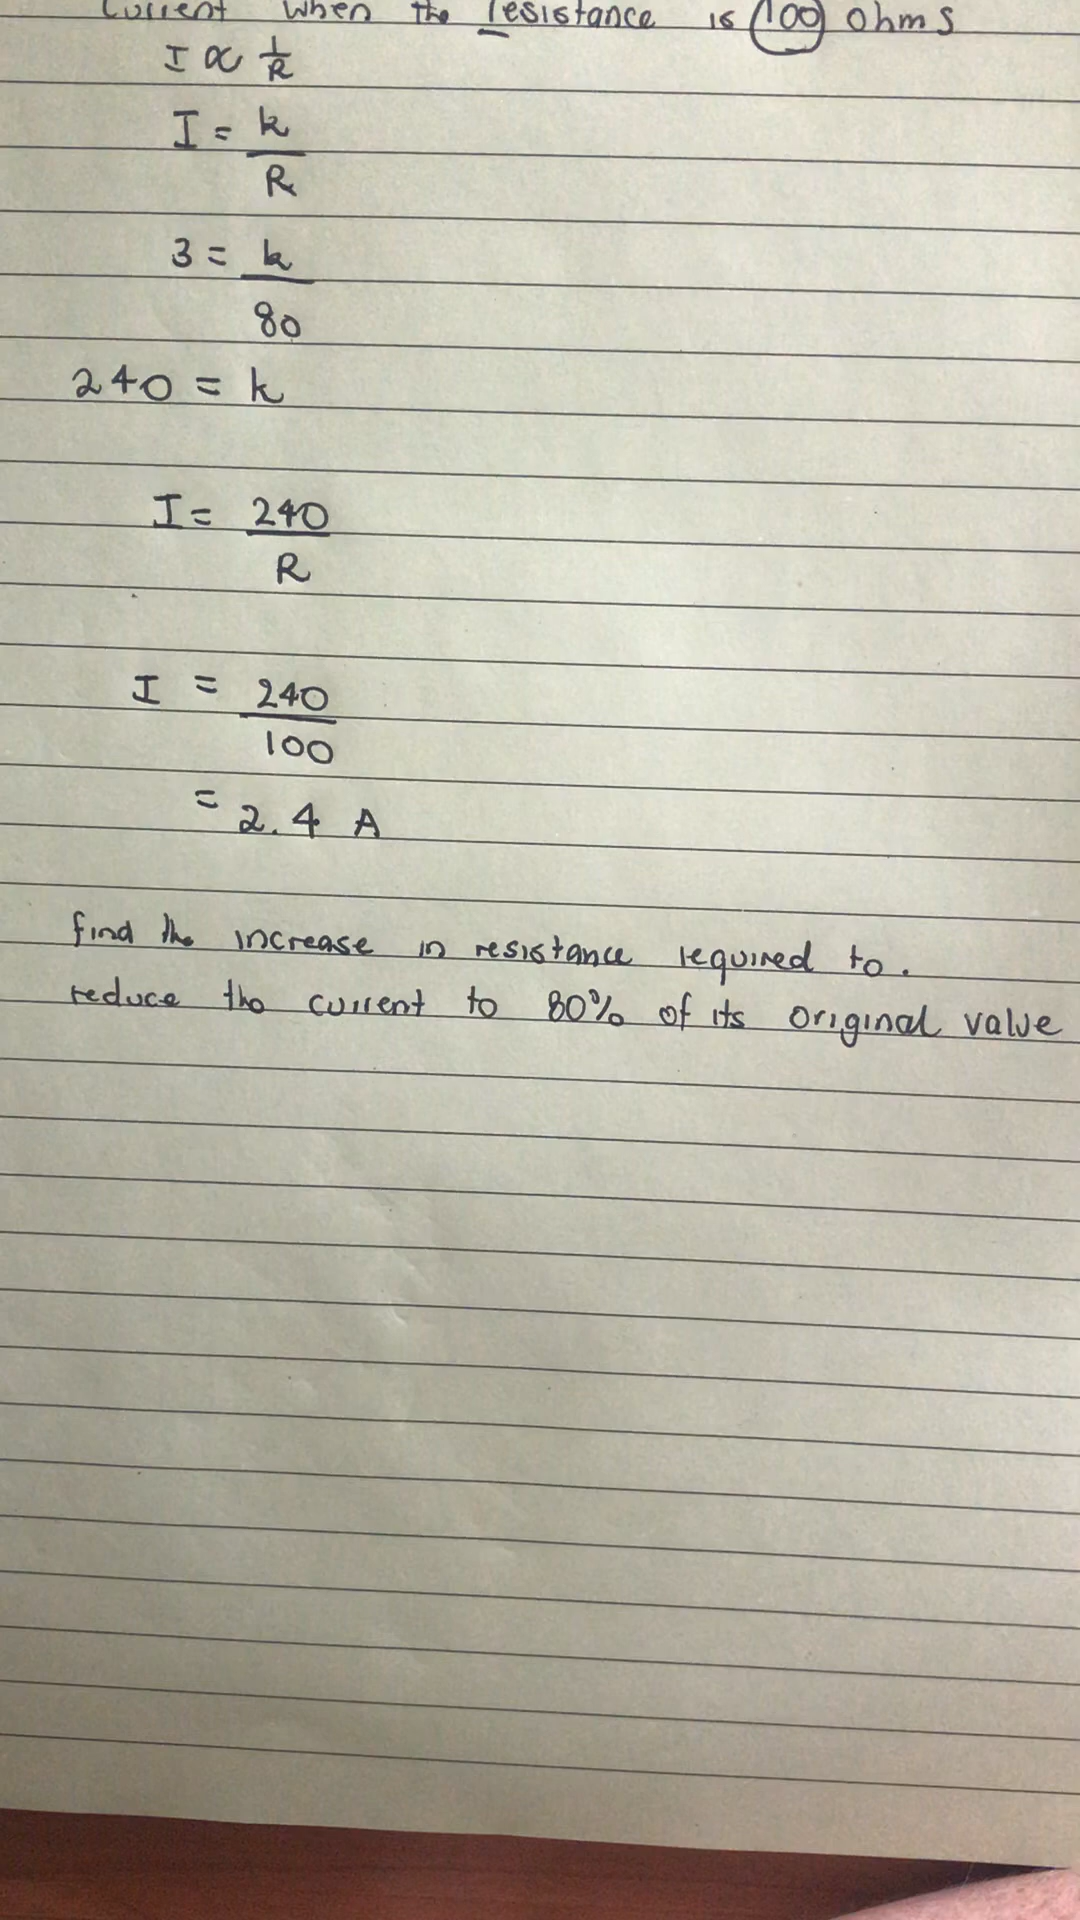 Current when the resistance is 100 ohms
I ∝ 1/R
I = k/R
3 = k/80
240 = k
I = 240/R
I = 240/100
= 2.4 A
find the increase in resistance required to.
reduce the current to 80% of its original value